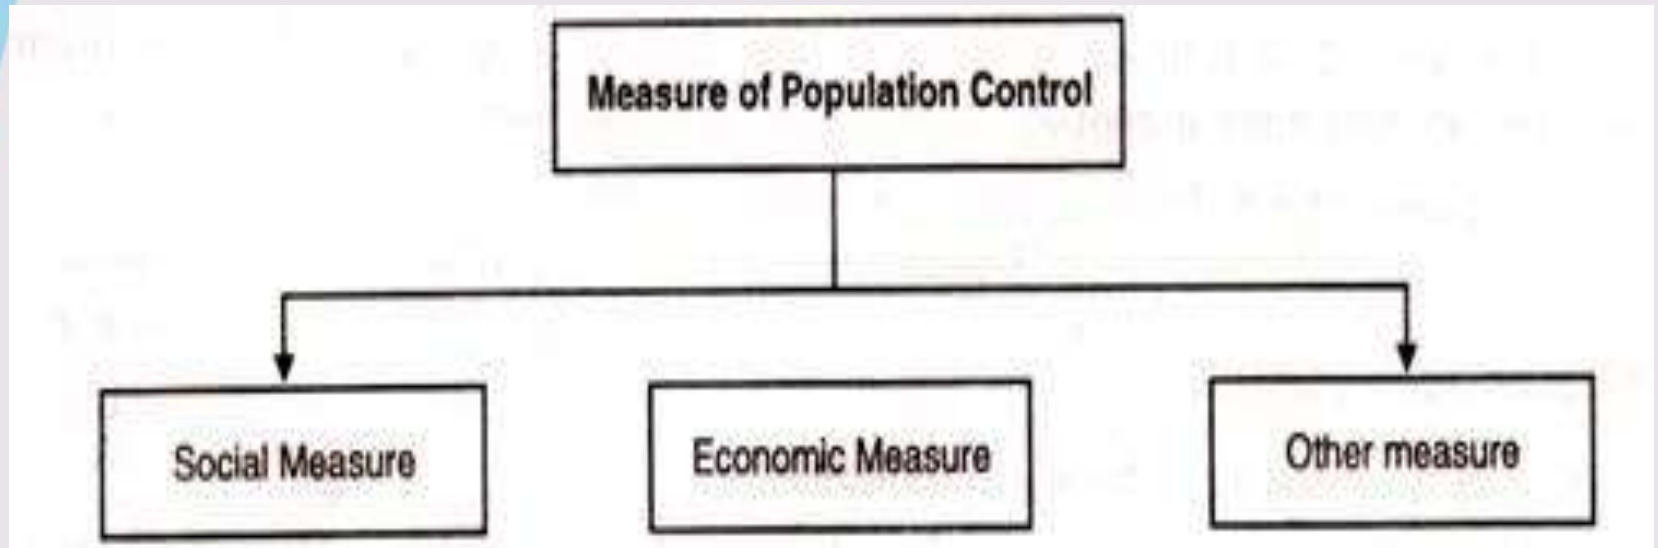 Measure of Population Control
Social Measure
Economic Measure
Other measure